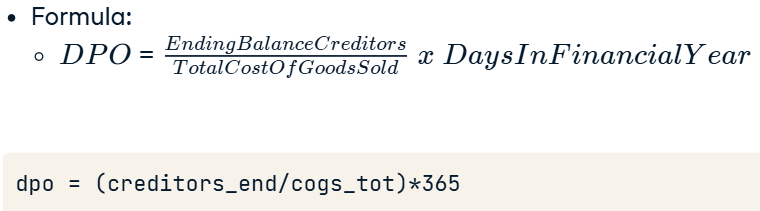 • Formula:
◦ DPO = EndingBalanceCreditors / TotalCostOfGoodsSold x DaysInFinancialYear
dpo = (creditors_end/cogs_tot)*365